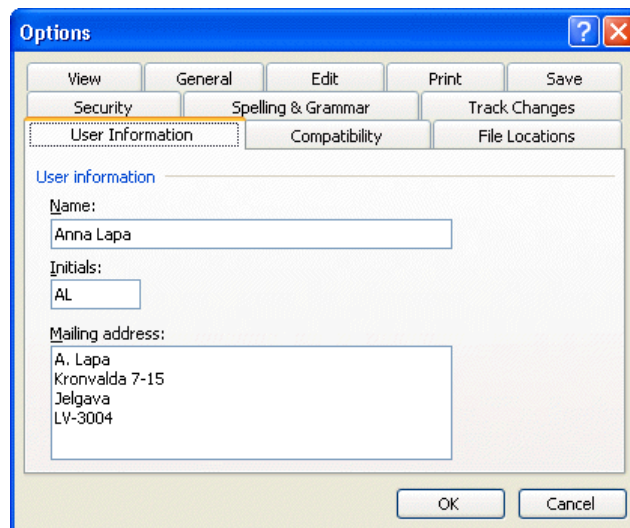 Options
View General Edit Print Save
Security Spelling & Grammar Track Changes
User Information Compatibility File Locations
User information
Name:
Anna Lapa
Initials:
AL
Mailing address:
A. Lapa
Kronvalda 7-15
Jelgava
LV-3004
OK Cancel